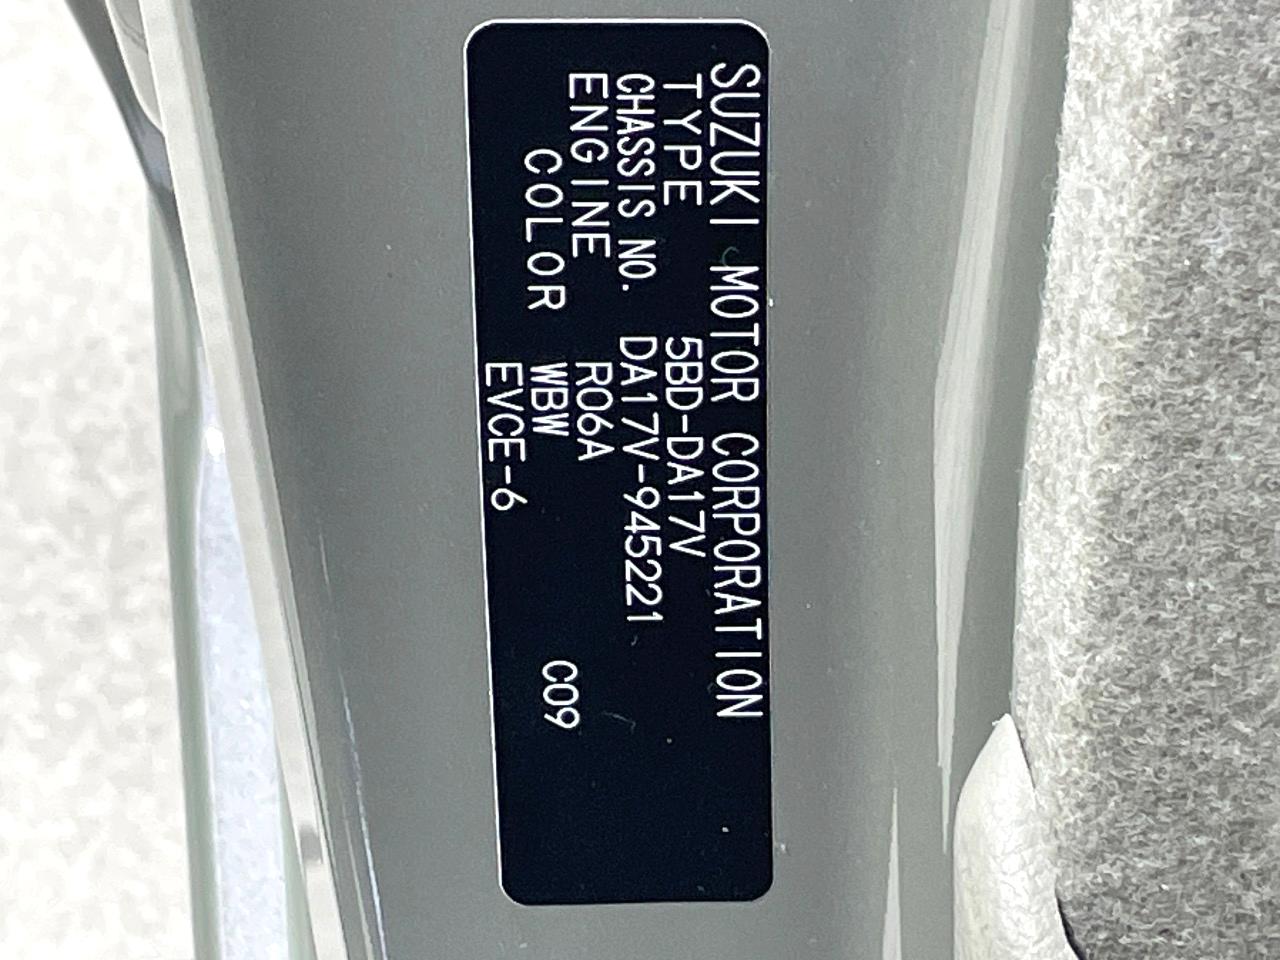 SUZUKI MOTOR CORPORATION
TYPE 5BD-DA17V
CHASSIS NO. DA17V-945221
ENGINE R06A
COLOR WBW C09
EVCE-6